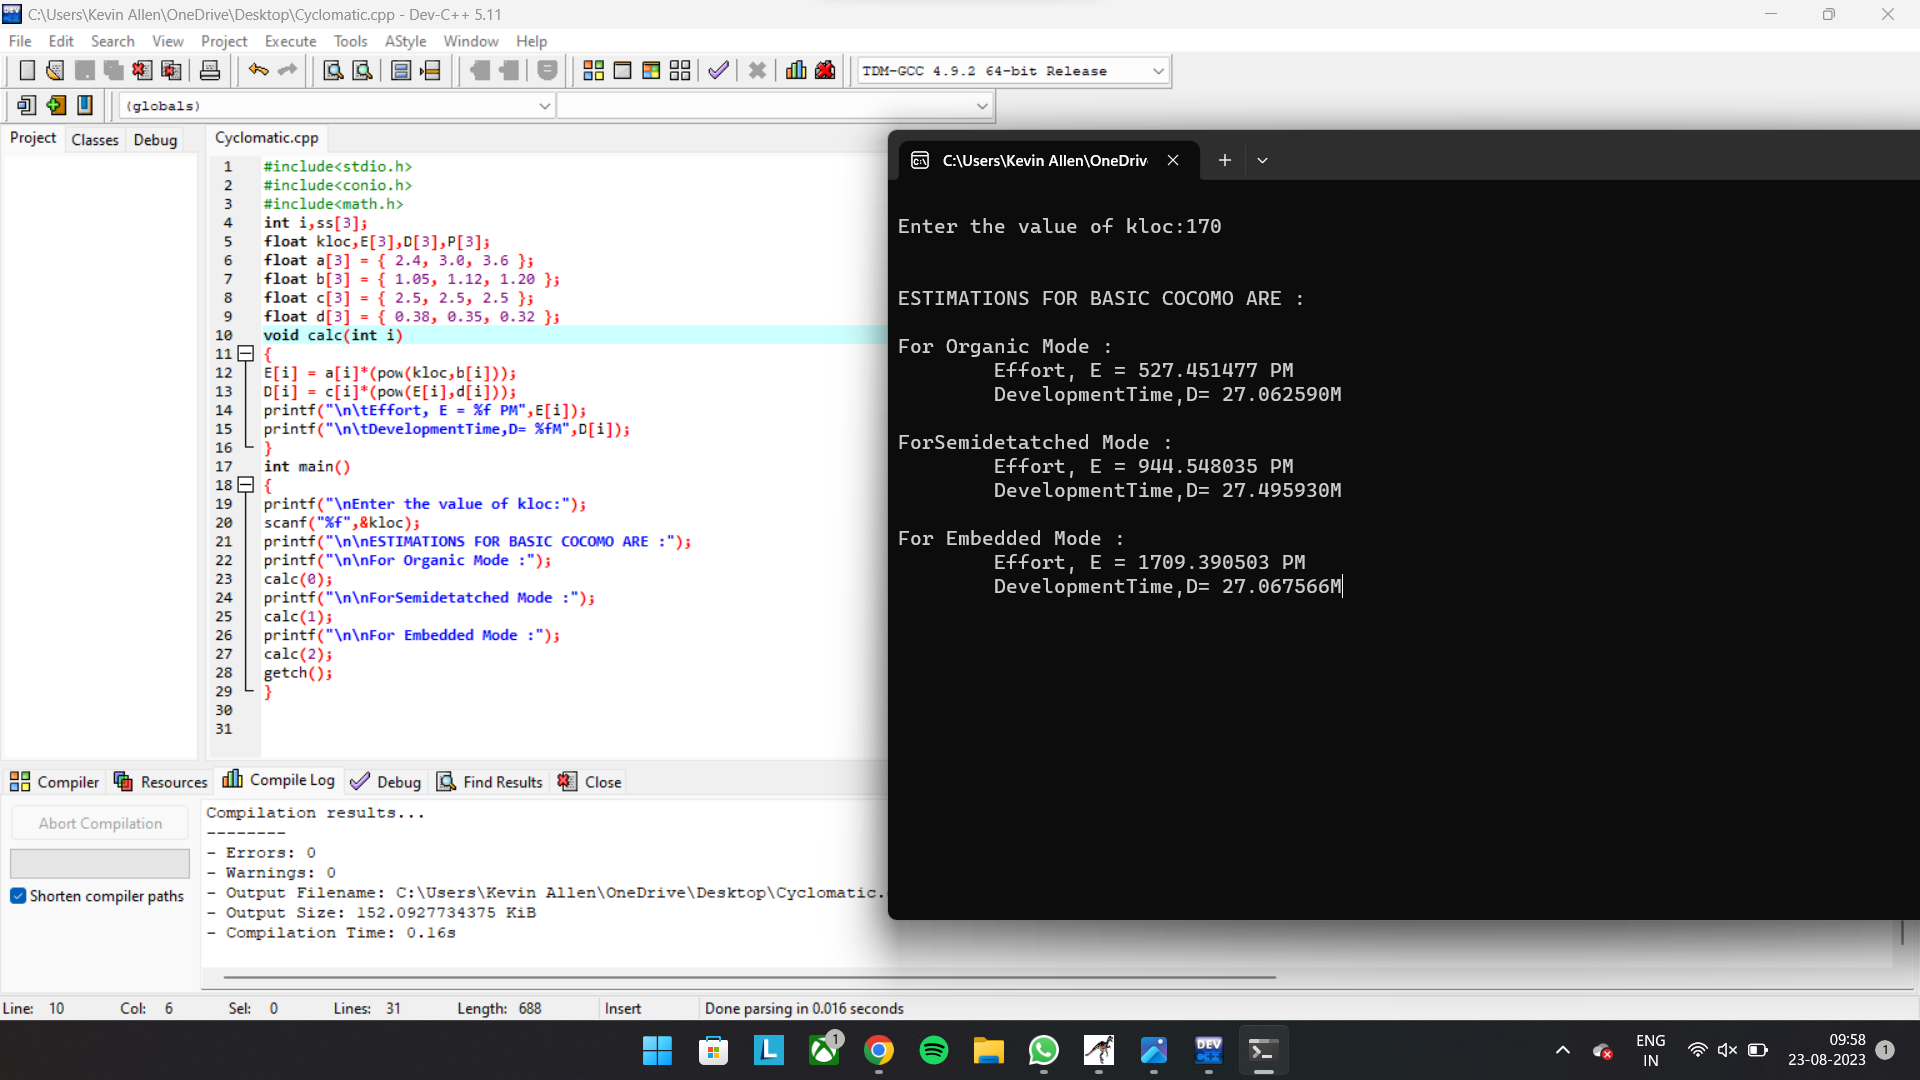 C:\Users\Kevin Allen\OneDrive\Desktop\Cyclomatic.cpp - Dev-C++ 5.11
File Edit Search View Project Execute Tools AStyle Window Help
TDM-GCC 4.9.2 64-bit Release
(globals)
Project Classes Debug
Cyclomatic.cpp
1 #include<stdio.h>
2 #include<conio.h>
3 #include<math.h>
4 int i,ss[3];
5 float kloc,E[3],D[3],P[3];
6 float a[3] = { 2.4, 3.0, 3.6 };
7 float b[3] = { 1.05, 1.12, 1.20 };
8 float c[3] = { 2.5, 2.5, 2.5 };
9 float d[3] = { 0.38, 0.35, 0.32 };
10 void calc(int i)
11 {
12 E[i] = a[i]*(pow(kloc,b[i]));
13 D[i] = c[i]*(pow(E[i],d[i]));
14 printf("\n\tEffort, E = %f PM",E[i]);
15 printf("\n\tDevelopmentTime,D= %fM",D[i]);
16 }
17 int main()
18 {
19 printf("\nEnter the value of kloc:");
20 scanf("%f",&kloc);
21 printf("\n\nESTIMATIONS FOR BASIC COCOMO ARE :");
22 printf("\n\nFor Organic Mode :");
23 calc(0);
24 printf("\n\nForSemidetatched Mode :");
25 calc(1);
26 printf("\n\nFor Embedded Mode :");
27 calc(2);
28 getch();
29 }
30
31
C:\Users\Kevin Allen\OneDriv
Enter the value of kloc:170
ESTIMATIONS FOR BASIC COCOMO ARE :
For Organic Mode :
Effort, E = 527.451477 PM
DevelopmentTime,D= 27.062590M
ForSemidetatched Mode :
Effort, E = 944.548035 PM
DevelopmentTime,D= 27.495930M
For Embedded Mode :
Effort, E = 1709.390503 PM
DevelopmentTime,D= 27.067566M
Compiler Resources Compile Log Debug Find Results Close
Abort Compilation
Shorten compiler paths
Compilation results...
--------
- Errors: 0
- Warnings: 0
- Output Filename: C:\Users\Kevin Allen\OneDrive\Desktop\Cyclomatic.
- Output Size: 152.0927734375 KiB
- Compilation Time: 0.16s
Line: 10 Col: 6 Sel: 0 Lines: 31 Length: 688 Insert Done parsing in 0.016 seconds
L
1
DEV
ENG
IN
09:58
23-08-2023
1